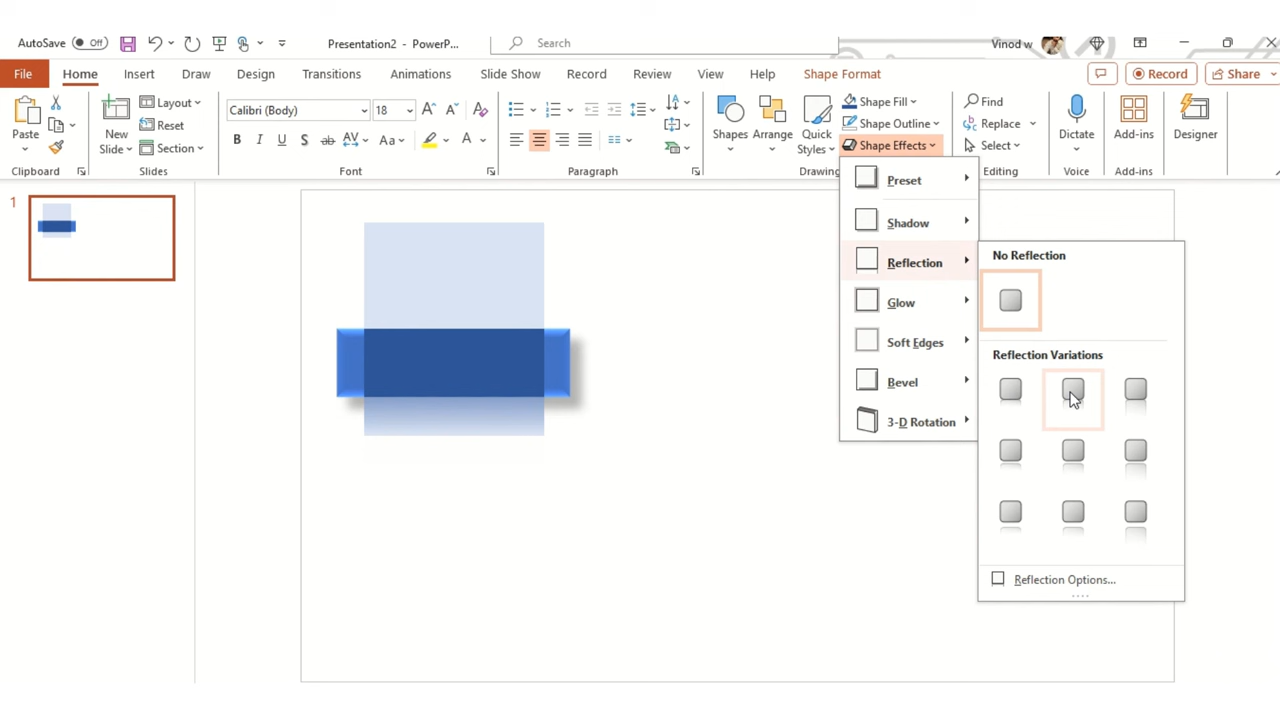 AutoSave Off Presentation2 - PowerP... Search Vinod w
File Home Insert Draw Design Transitions Animations Slide Show Record Review View Help Shape Format Record Share
Paste
Clipboard
New
Slide
Layout
Reset
Section
Slides
Calibri (Body) 18 A A A
B I U S ab AV Aa A
Font
Paragraph
Shapes
Arrange
Quick
Styles
Shape Fill
Shape Outline
Shape Effects
Drawing
Find
Replace
Select
Editing
Dictate
Voice
Add-ins
Add-ins
Designer
1
Preset
Shadow
Reflection
Glow
Soft Edges
Bevel
3-D Rotation
No Reflection
Reflection Variations
Reflection Options...